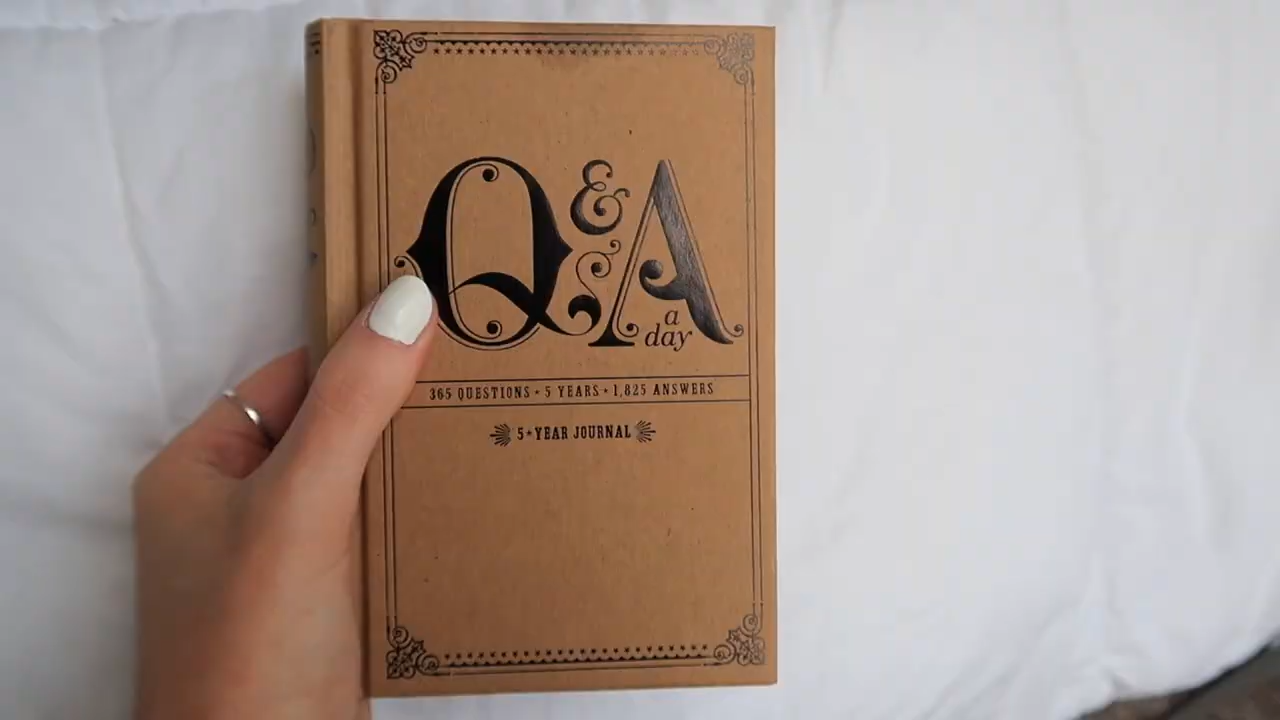 Q&A
a
day
365 QUESTIONS ★ 5 YEARS ★ 1,825 ANSWERS
5★YEAR JOURNAL